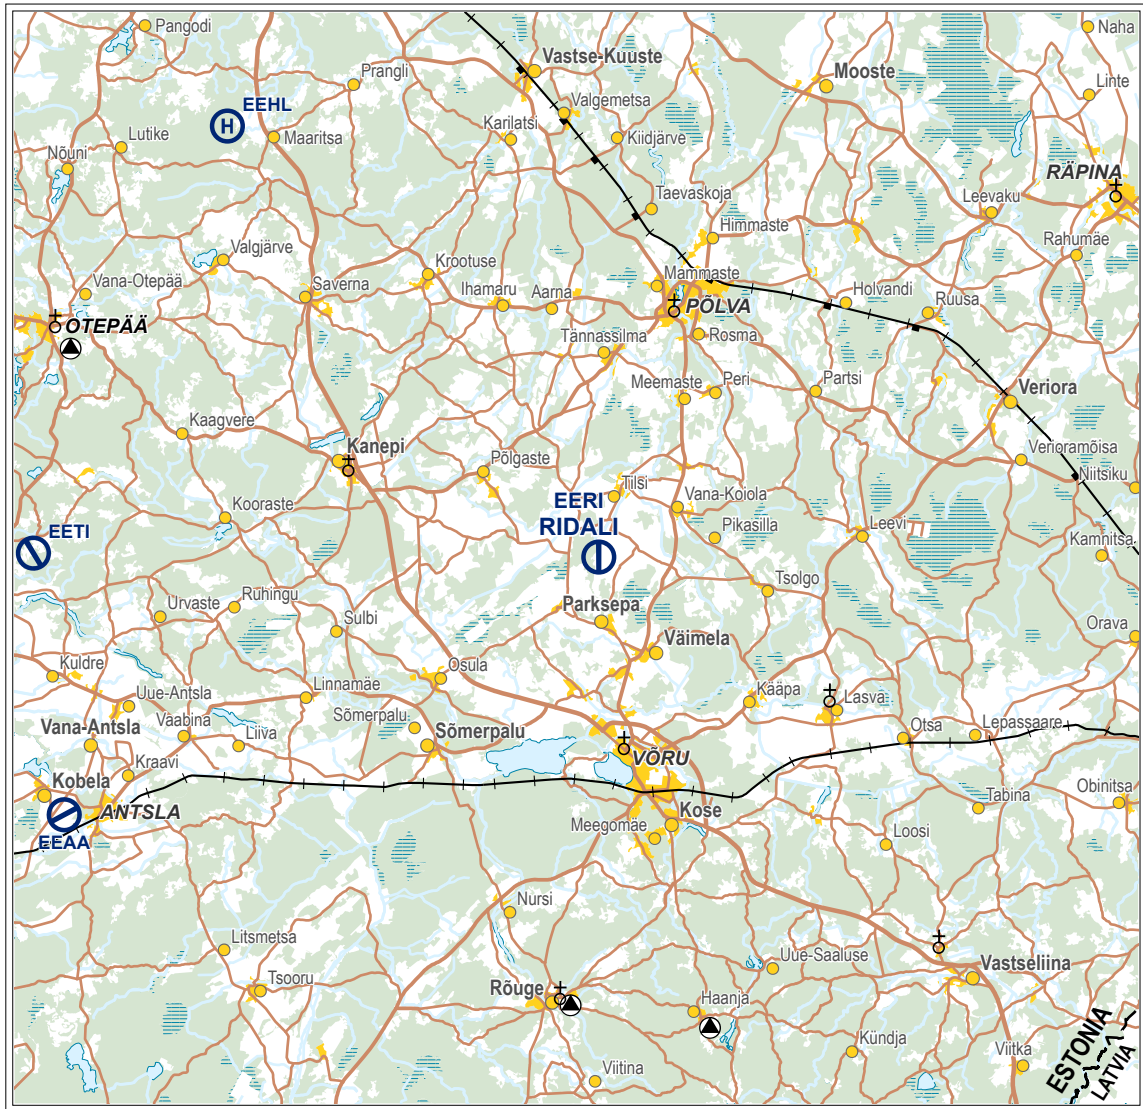 Pangodi
Naha
Vastse-Kuuste
Prangli
Mooste
Linte
EEHL
H
Valgemetsa
Maaritsa
Karilatsi
Kiidjärve
Lutike
Nõuni
RÄPINA
Taevaskoja
Leevaku
Himmaste
Valgjärve
Rahumäe
Krootuse
Vana-Otepää
Saverna
Mammaste
Ihamaru
Aarna
Holvandi
PÕLVA
Ruusa
OTEPÄÄ
Tännassilma
Rosma
Meemaste
Peri
Partsi
Veriora
Kaagvere
Kanepi
Verioramõisa
Põlgaste
Niitsiku
Tilsi
EERI
RIDALI
Vana-Koiola
Kooraste
Pikasilla
Leevi
EETI
Kamnitsa
Tsolgo
Ruhingu
Urvaste
Parksepa
Sulbi
Orava
Väimela
Kuldre
Osula
Linnamäe
Kääpa
Lasva
Uue-Antsla
Vaabina
Sõmerpalu
Otsa
Lepassaare
Vana-Antsla
Liiva
Sõmerpalu
VÕRU
Kraavi
Kobela
ANTSLA
Kose
Tabina
Obinitsa
Meegomäe
EEAA
Loosi
Nursi
Litsmetsa
Uue-Saaluse
Vastseliina
Tsooru
Rõuge
Haanja
Kündja
Viitka
Viitina
ESTONIA
LATVIA